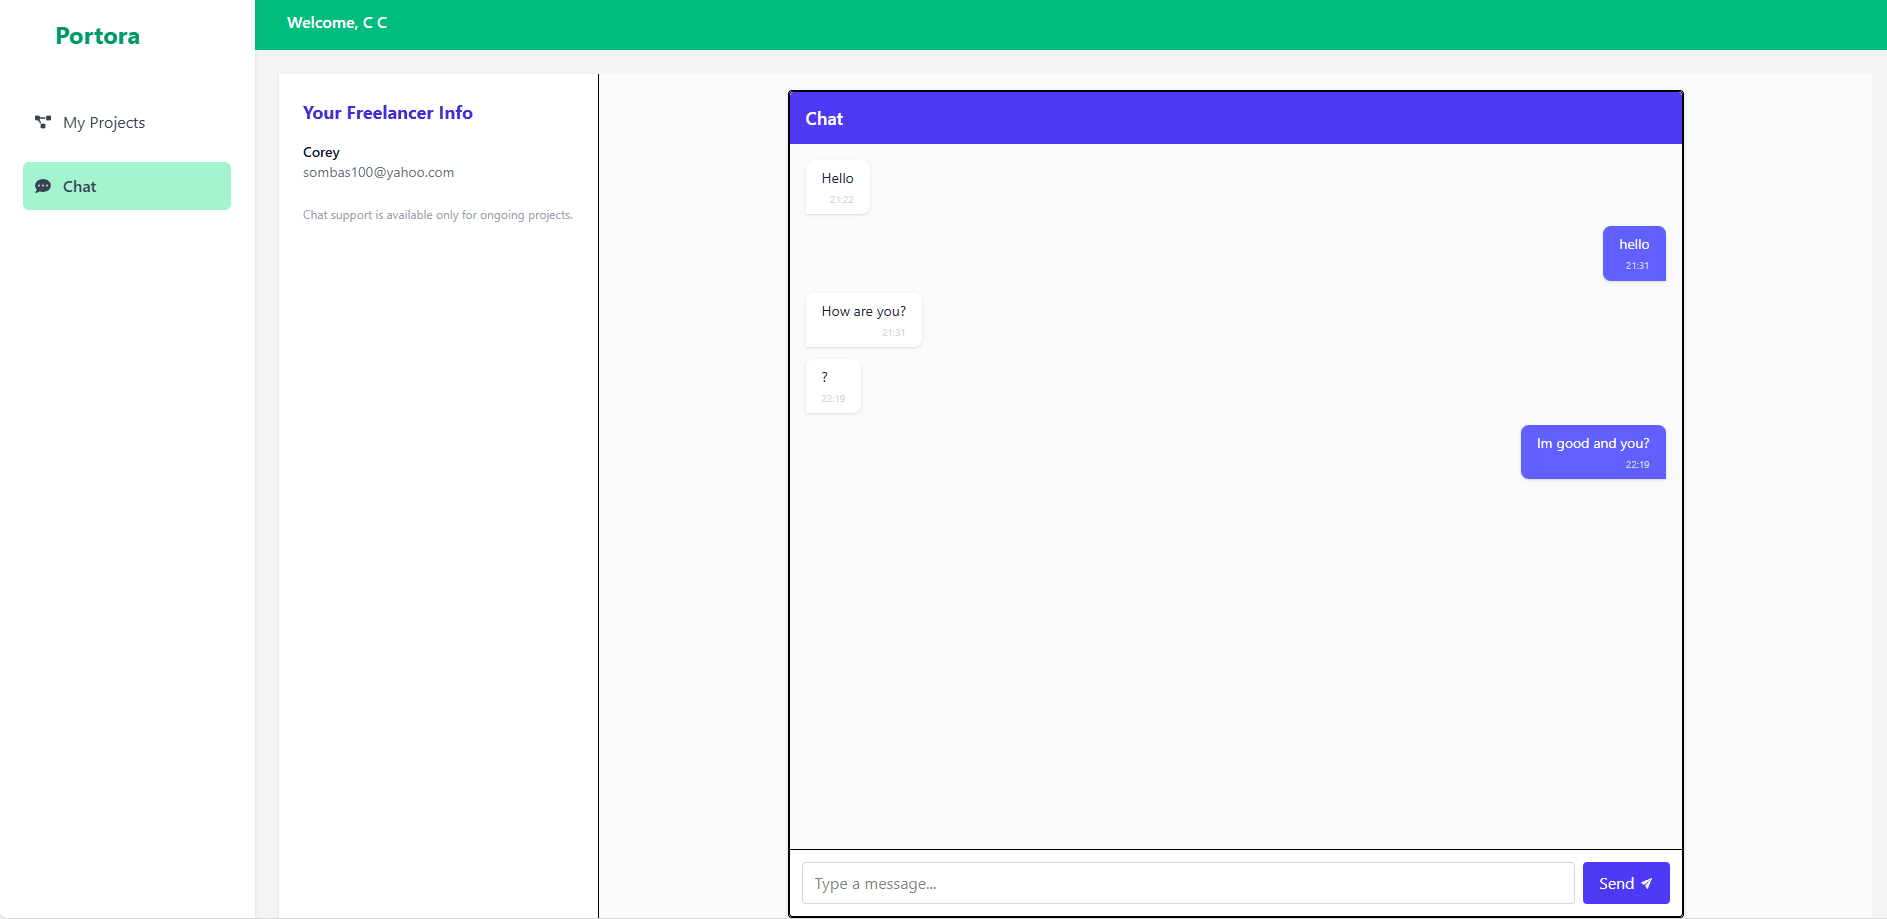 Portora
Welcome, C C
My Projects
Chat
Your Freelancer Info
Corey
sombas100@yahoo.com
Chat support is available only for ongoing projects.
Chat
Hello
21:22
hello
21:31
How are you?
21:31
?
22:19
Im good and you?
22:19
Type a message...
Send